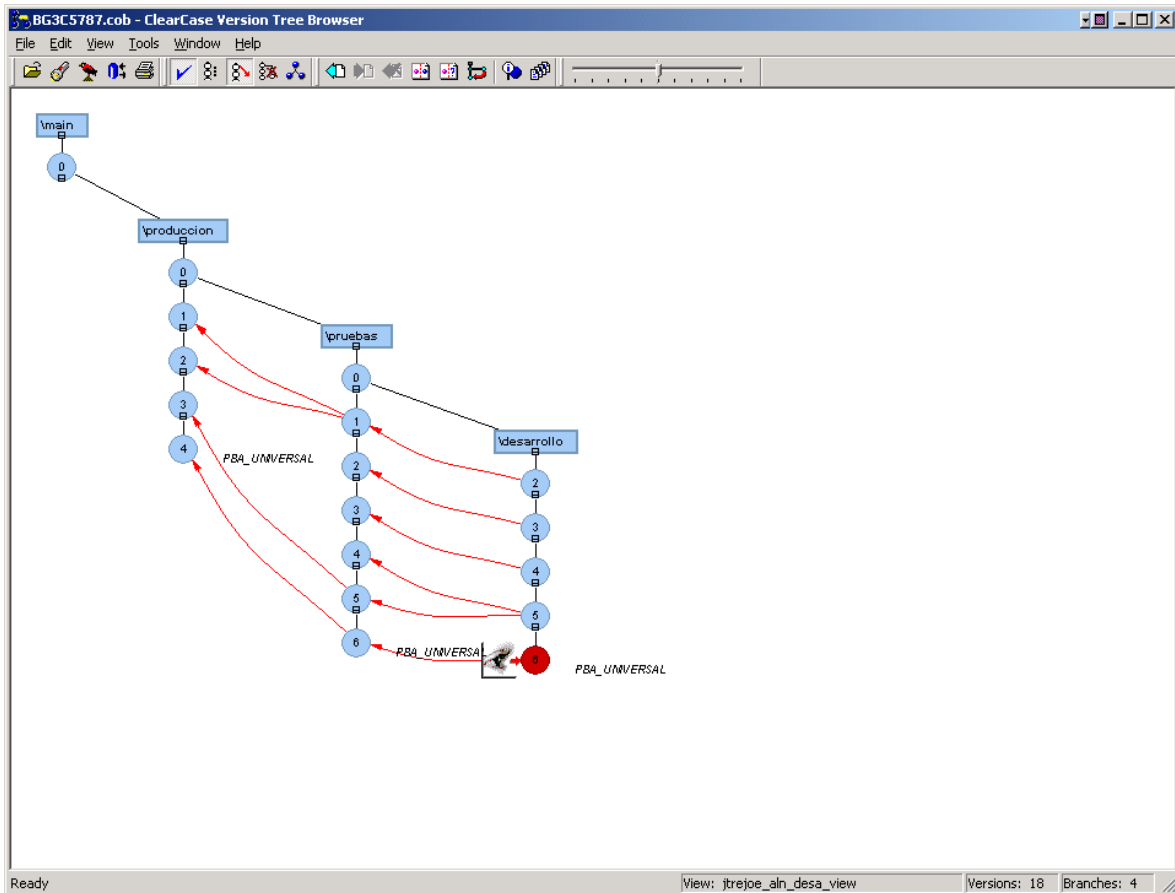 BG3C5787.cob - ClearCase Version Tree Browser
File Edit View Tools Window Help
\main
0
\produccion
0
1
\pruebas
2
0
3
1
4
PBA_UNIVERSAL
\desarrollo
2
2
3
3
4
4
5
5
6
PBA_UNIVERSAL
6
PBA_UNIVERSAL
Ready
View: jtrejoe_aln_desa_view
Versions: 18
Branches: 4